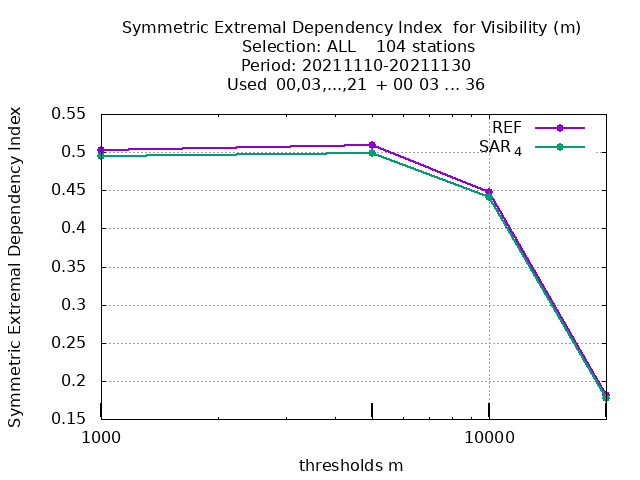 Symmetric Extremal Dependency Index  for Visibility (m)
Selection: ALL    104 stations
Period: 20211110-20211130
Used  00,03,...,21  + 00 03 ... 36
Symmetric Extremal Dependency Index
0.55
0.5
0.45
0.4
0.35
0.3
0.25
0.2
0.15
REF
SAR 4
1000
10000
thresholds m